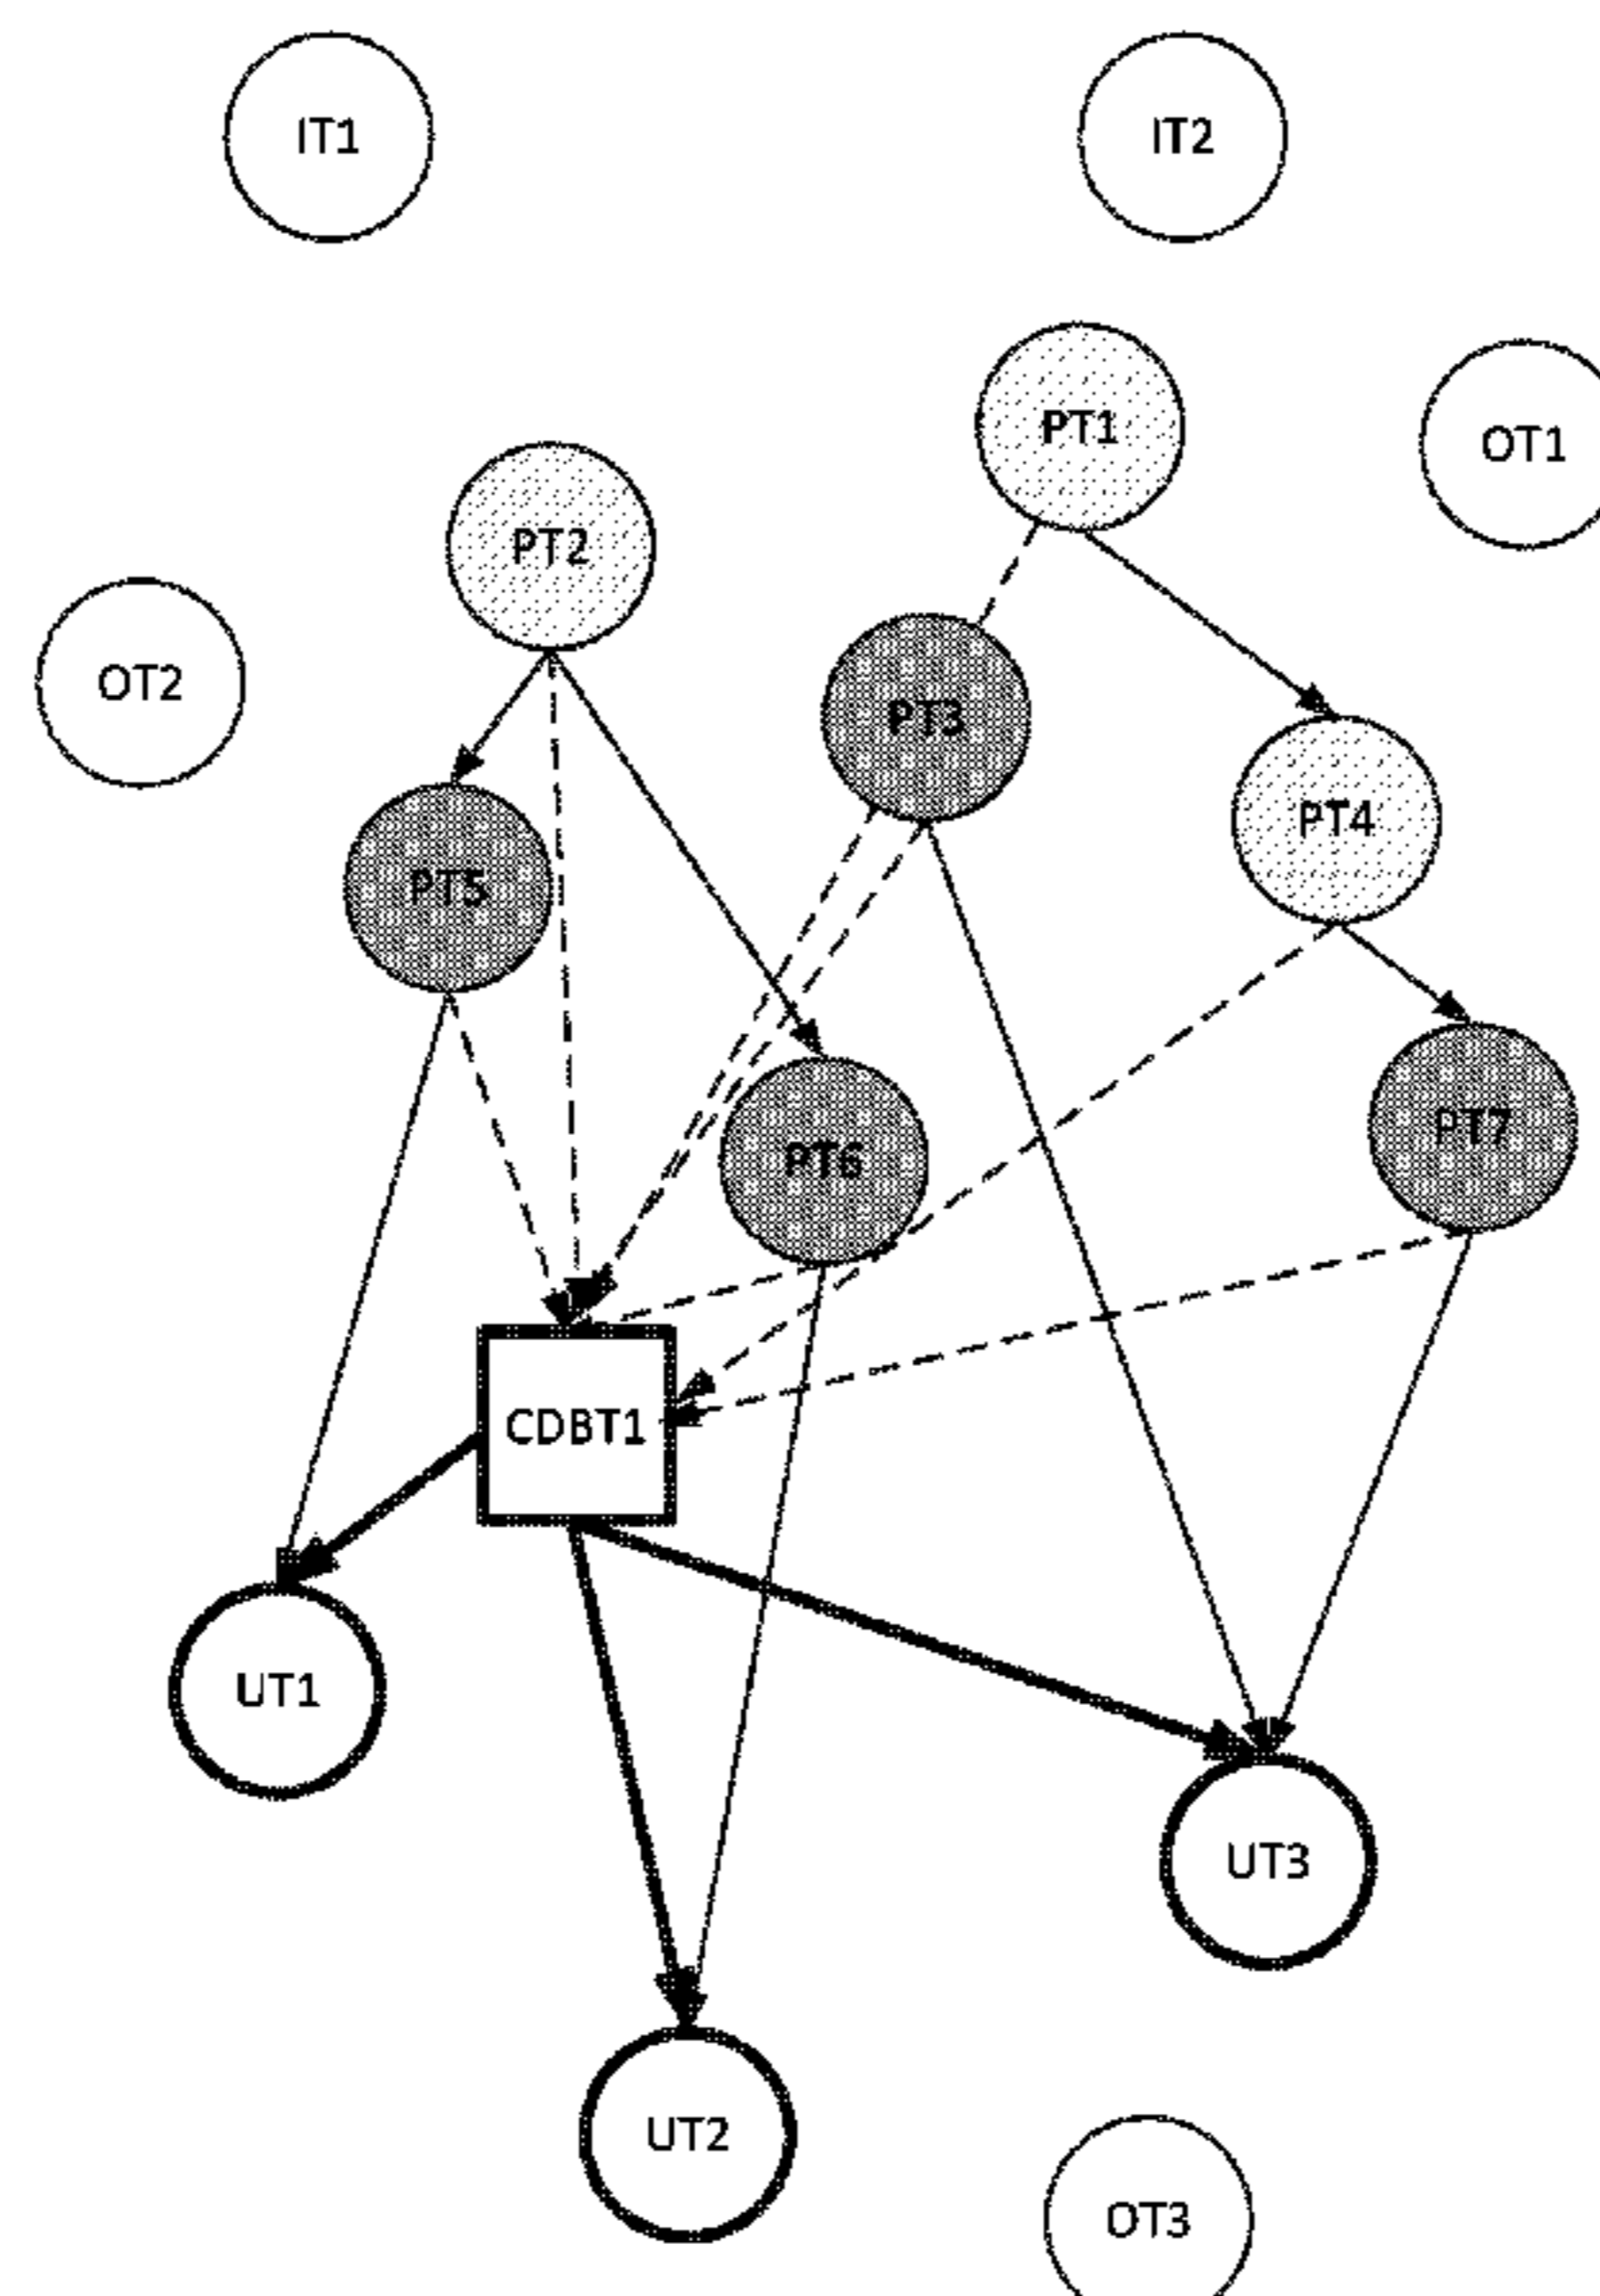 IT1
IT2
PT1
OT1
PT2
OT2
PT3
PT4
PT5
PT7
PT6
CDBT1
UT1
UT3
UT2
OT3